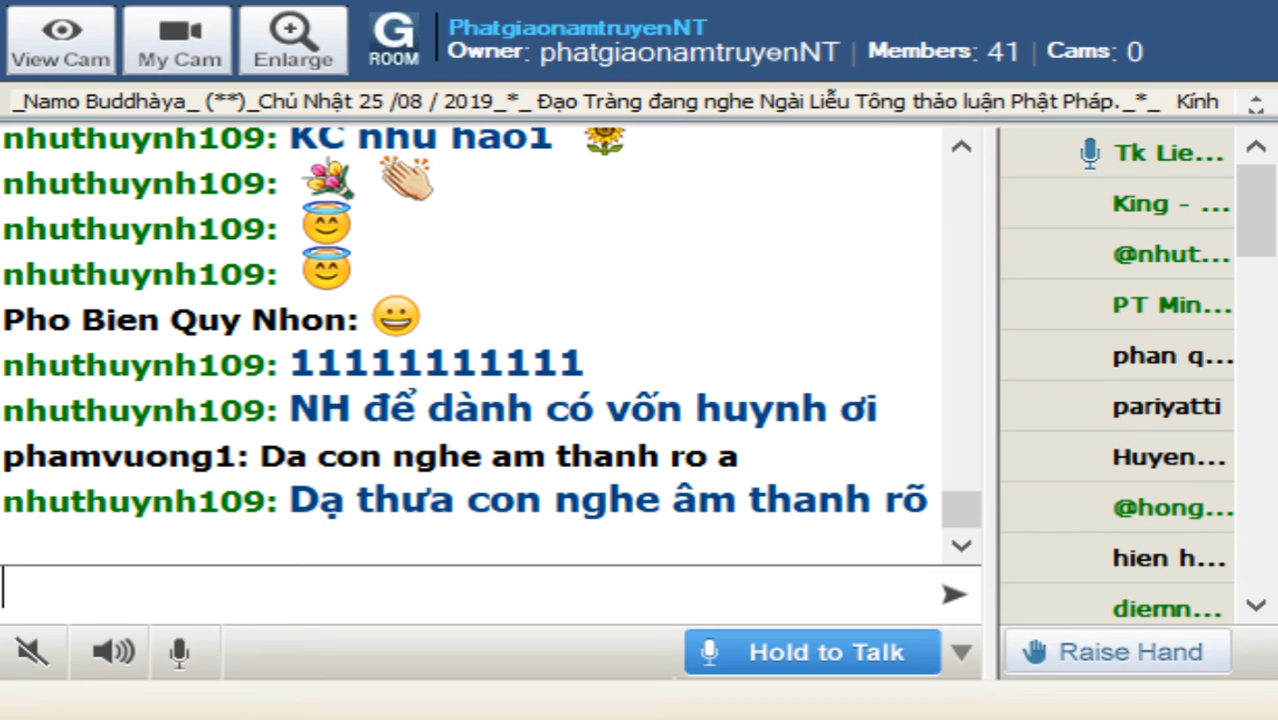 View Cam My Cam Enlarge G ROOM PhatgiaonamtruyenNT
Owner: phatgiaonamtruyenNT | Members: 41 | Cams: 0
_Namo Buddhàya_ (**)_Chủ Nhật 25 /08 / 2019_*_ Đạo Tràng đang nghe Ngài Liễu Tông thảo luận Phật Pháp._*_ Kính
nhuthuynh109: KC nhu hao1
nhuthuynh109:
nhuthuynh109:
nhuthuynh109:
Pho Bien Quy Nhon:
nhuthuynh109: 11111111111
nhuthuynh109: NH để dành có vốn huynh ơi
phamvuong1: Da con nghe am thanh ro a
nhuthuynh109: Dạ thưa con nghe âm thanh rõ
Tk Lie...
King - ...
@nhut...
PT Min...
phan q...
pariyatti
Huyen...
@hong...
hien h...
diemn...
Hold to Talk
Raise Hand